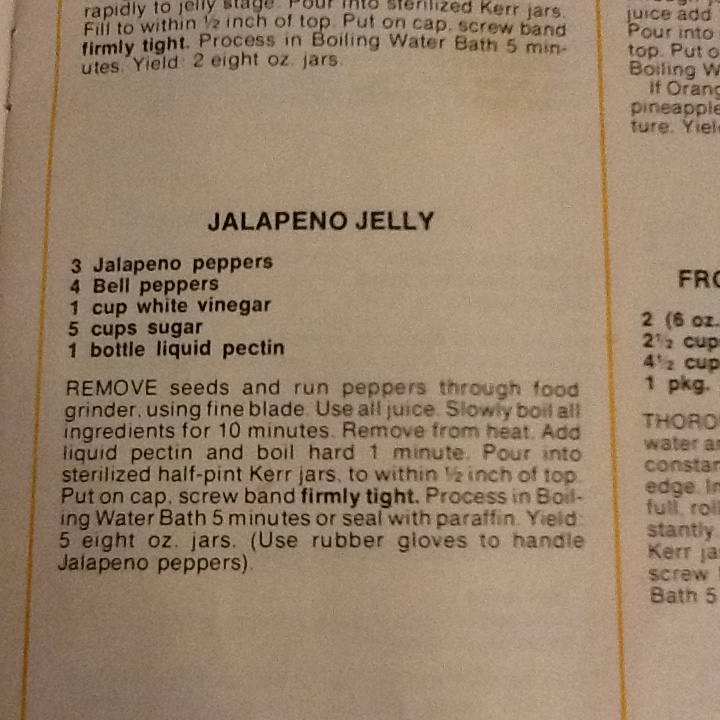 rapidly to jelly stage. Pour into sterilized Kerr jars.
Fill to within ½ inch of top. Put on cap, screw band
firmly tight. Process in Boiling Water Bath 5 min-
utes. Yield: 2 eight oz. jars.
JALAPENO JELLY
3 Jalapeno peppers
4 Bell peppers
1 cup white vinegar
5 cups sugar
1 bottle liquid pectin
REMOVE seeds and run peppers through food
grinder, using fine blade. Use all juice. Slowly boil all
ingredients for 10 minutes. Remove from heat. Add
liquid pectin and boil hard 1 minute. Pour into
sterilized half-pint Kerr jars, to within ½ inch of top.
Put on cap, screw band firmly tight. Process in Boil-
ing Water Bath 5 minutes or seal with paraffin. Yield:
5 eight oz. jars. (Use rubber gloves to handle
Jalapeno peppers).
juice add
Pour into
top. Put o
Boiling W
If Orang
pineapple
ture. Yiel
FRO
2 (6 oz.
2½ cup
4½ cup
1 pkg.
THORO
water a
constan
edge. In
full, roll
stantly.
Kerr ja
screw
Bath 5